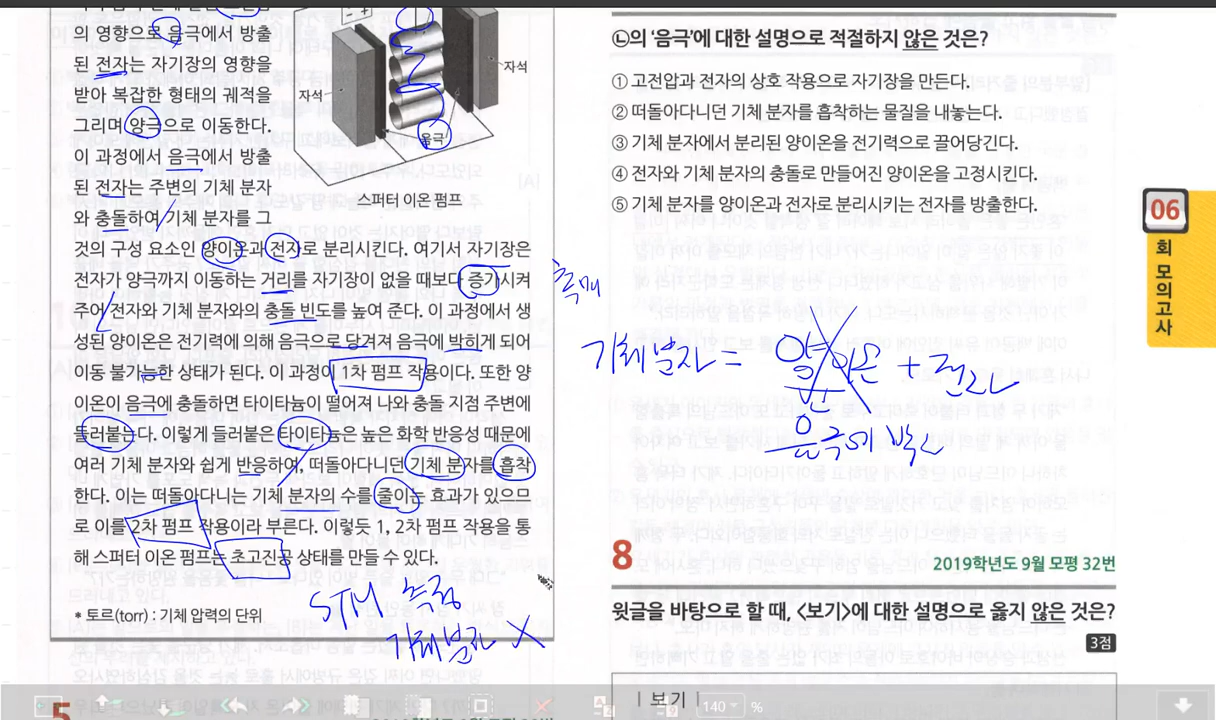 의 영향으로 음극에서 방출
된 전자는 자기장의 영향을
받아 복잡한 형태의 궤적을
그리며 양극으로 이동한다.
이 과정에서 음극에서 방출
된 전자는 주변의 기체 분자
와 충돌하여 기체 분자를 그
것의 구성 요소인 양이온과 전자로 분리시킨다. 여기서 자기장은
전자가 양극까지 이동하는 거리를 자기장이 없을 때보다 증가시켜
주어 전자와 기체 분자와의 충돌 빈도를 높여 준다. 이 과정에서 생
성된 양이온은 전기력에 의해 음극으로 당겨져 음극에 박히게 되어
이동 불가능한 상태가 된다. 이 과정이 1차 펌프 작용이다. 또한 양
이온이 음극에 충돌하면 타이타늄이 떨어져 나와 충돌 지점 주변에
들러붙는다. 이렇게 들러붙은 타이타늄은 높은 화학 반응성 때문에
여러 기체 분자와 쉽게 반응하여, 떠돌아다니던 기체 분자를 흡착
한다. 이는 떠돌아다니는 기체 분자의 수를 줄이는 효과가 있으므
로 이를 2차 펌프 작용이라 부른다. 이렇듯 1, 2차 펌프 작용을 통
해 스퍼터 이온 펌프는 초고진공 상태를 만들 수 있다.
자석
자석
음극
스퍼터 이온 펌프
* 토르(torr) : 기체 압력의 단위
STM 측정
기체분자 X
5
㉡의 ‘음극’에 대한 설명으로 적절하지 않은 것은?
① 고전압과 전자의 상호 작용으로 자기장을 만든다.
② 떠돌아다니던 기체 분자를 흡착하는 물질을 내놓는다.
③ 기체 분자에서 분리된 양이온을 전기력으로 끌어당긴다.
④ 전자와 기체 분자의 충돌로 만들어진 양이온을 고정시킨다.
⑤ 기체 분자를 양이온과 전자로 분리시키는 전자를 방출한다.
기체분자 = 양이온 + 전자
음극에 박
8
2019학년도 9월 모평 32번
윗글을 바탕으로 할 때, <보기>에 대한 설명으로 옳지 않은 것은?
3점
| 보기 |
06
회 모의고사
140 %